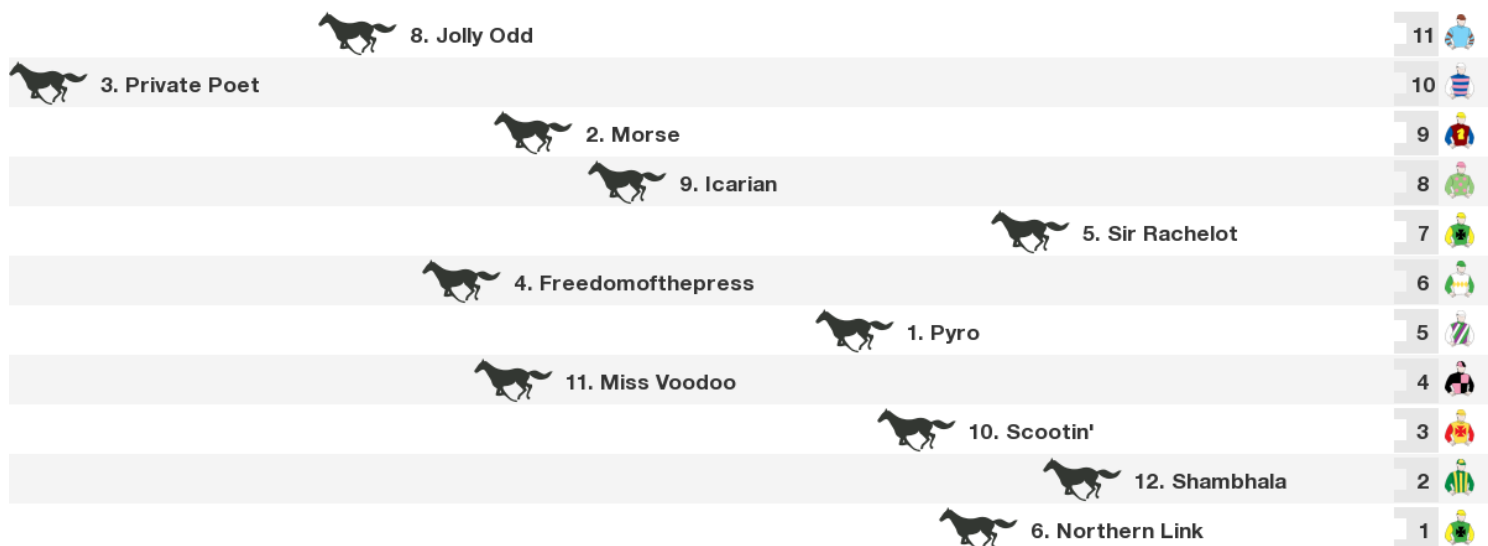 8. Jolly Odd 11
3. Private Poet 10
2. Morse 9
9. Icarian 8
5. Sir Rachelot 7
4. Freedomofthepress 6
1. Pyro 5
11. Miss Voodoo 4
10. Scootin' 3
12. Shambhala 2
6. Northern Link 1